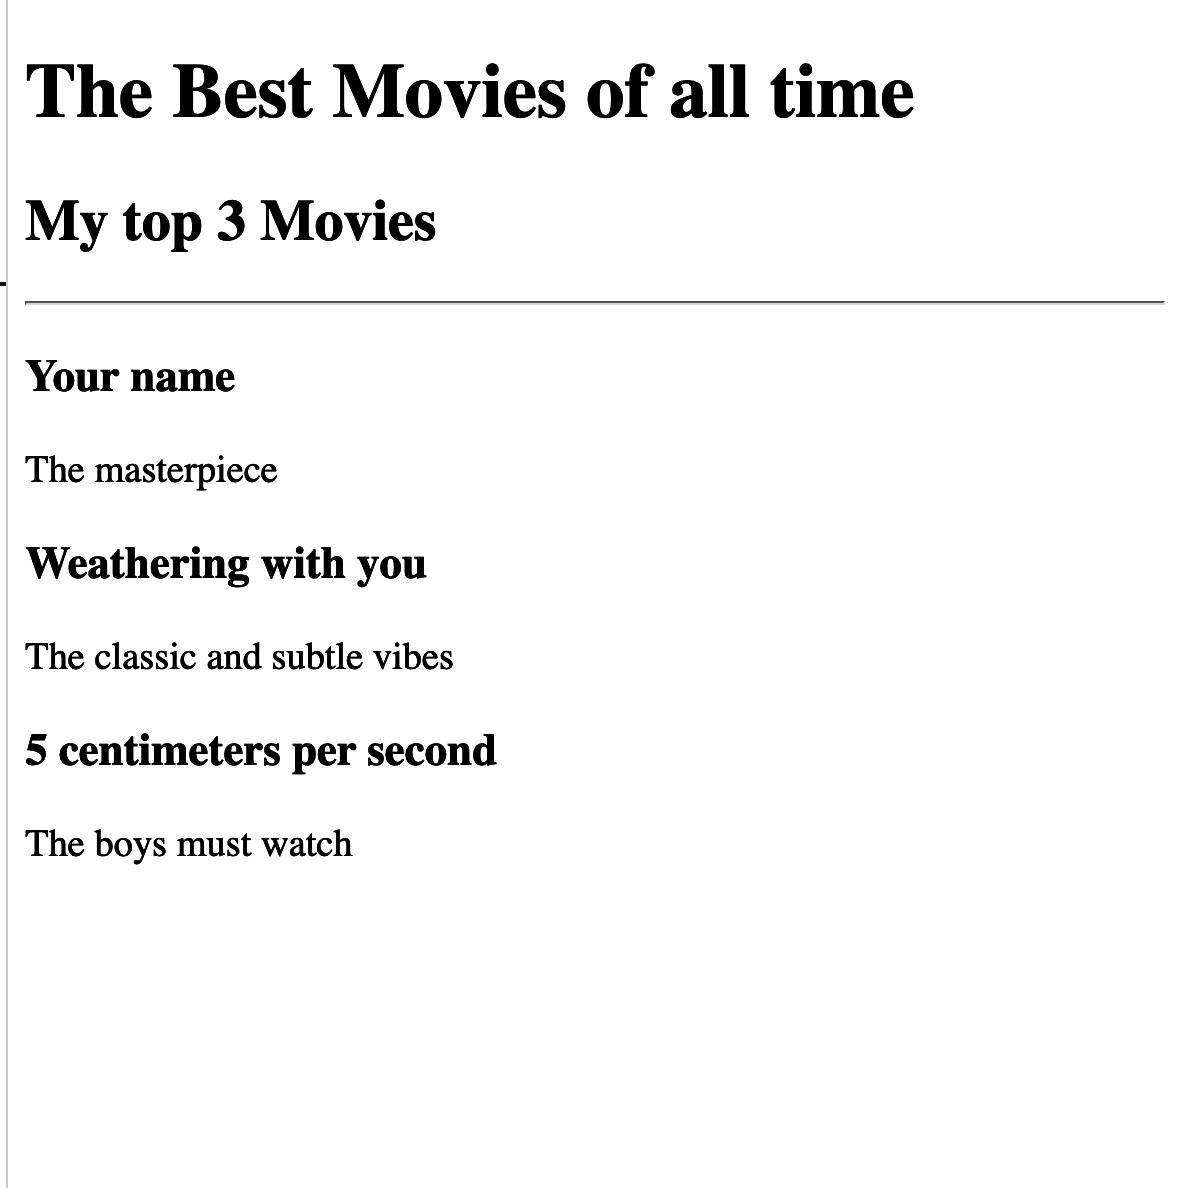 The Best Movies of all time
My top 3 Movies
Your name
The masterpiece
Weathering with you
The classic and subtle vibes
5 centimeters per second
The boys must watch